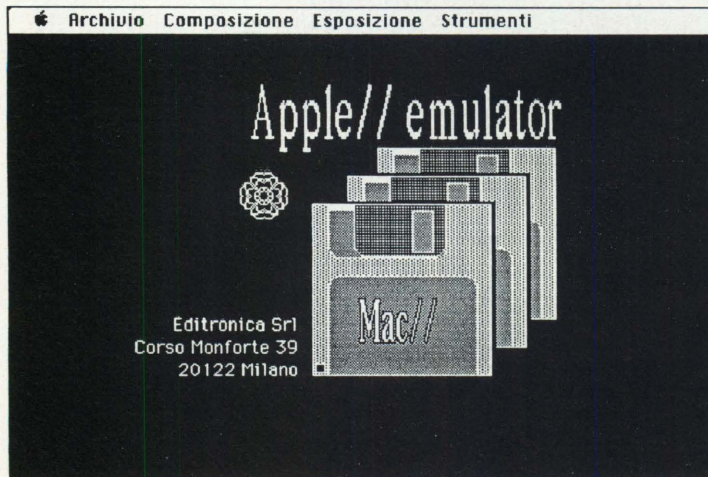 Archivio Composizione Esposizione Strumenti
Apple// emulator
Mac//
Editronica Srl
Corso Monforte 39
20122 Milano